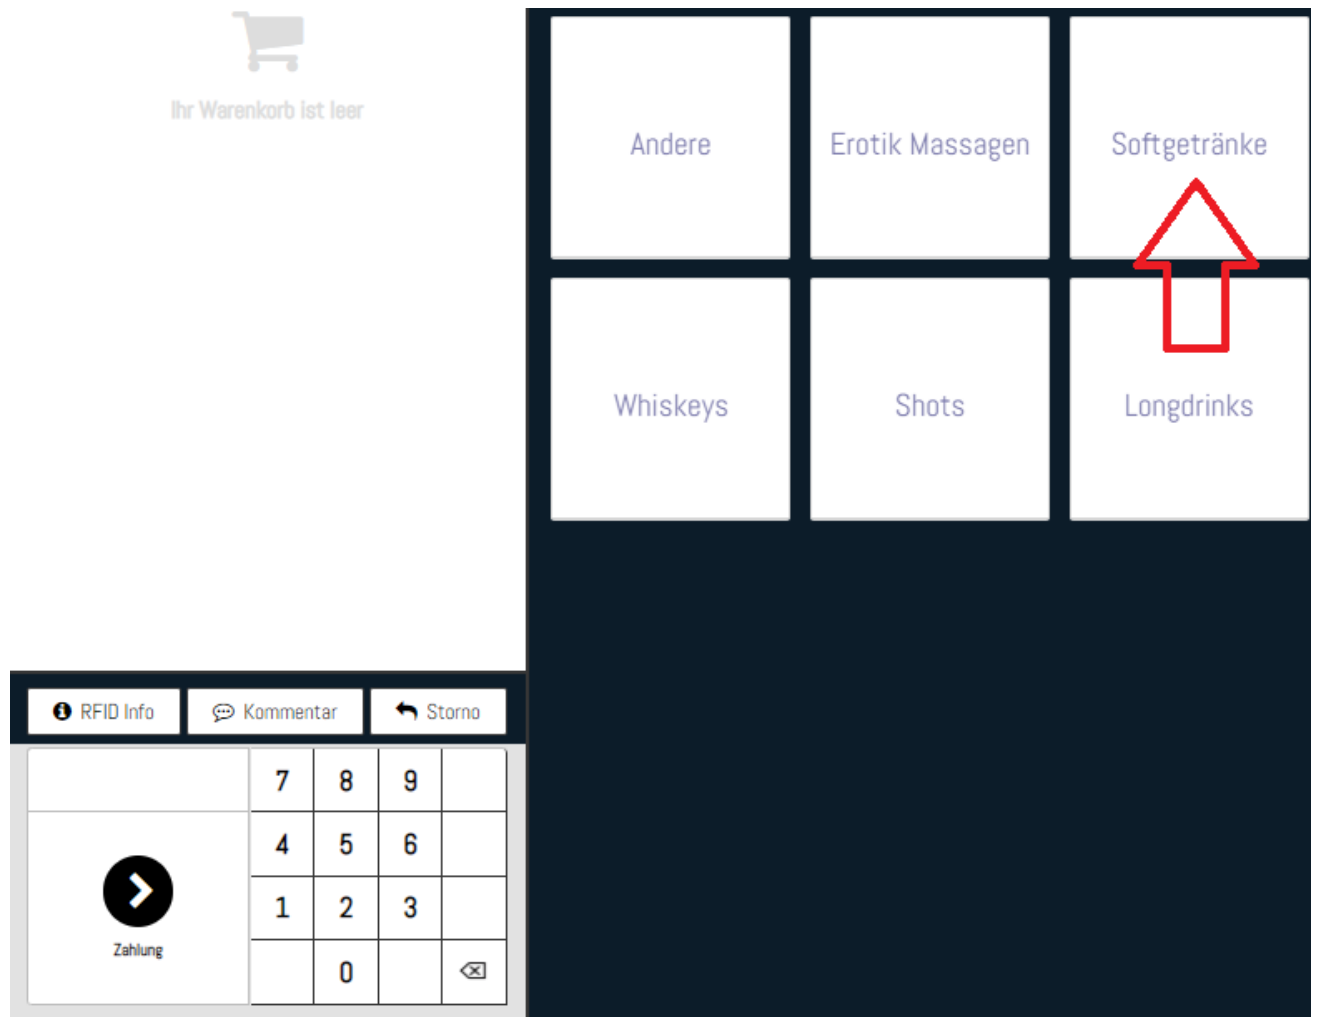 Ihr Warenkorb ist leer
Andere
Erotik Massagen
Softgetränke
Whiskeys
Shots
Longdrinks
RFID Info
Kommentar
Storno
7 8 9
4 5 6
1 2 3
0
Zahlung